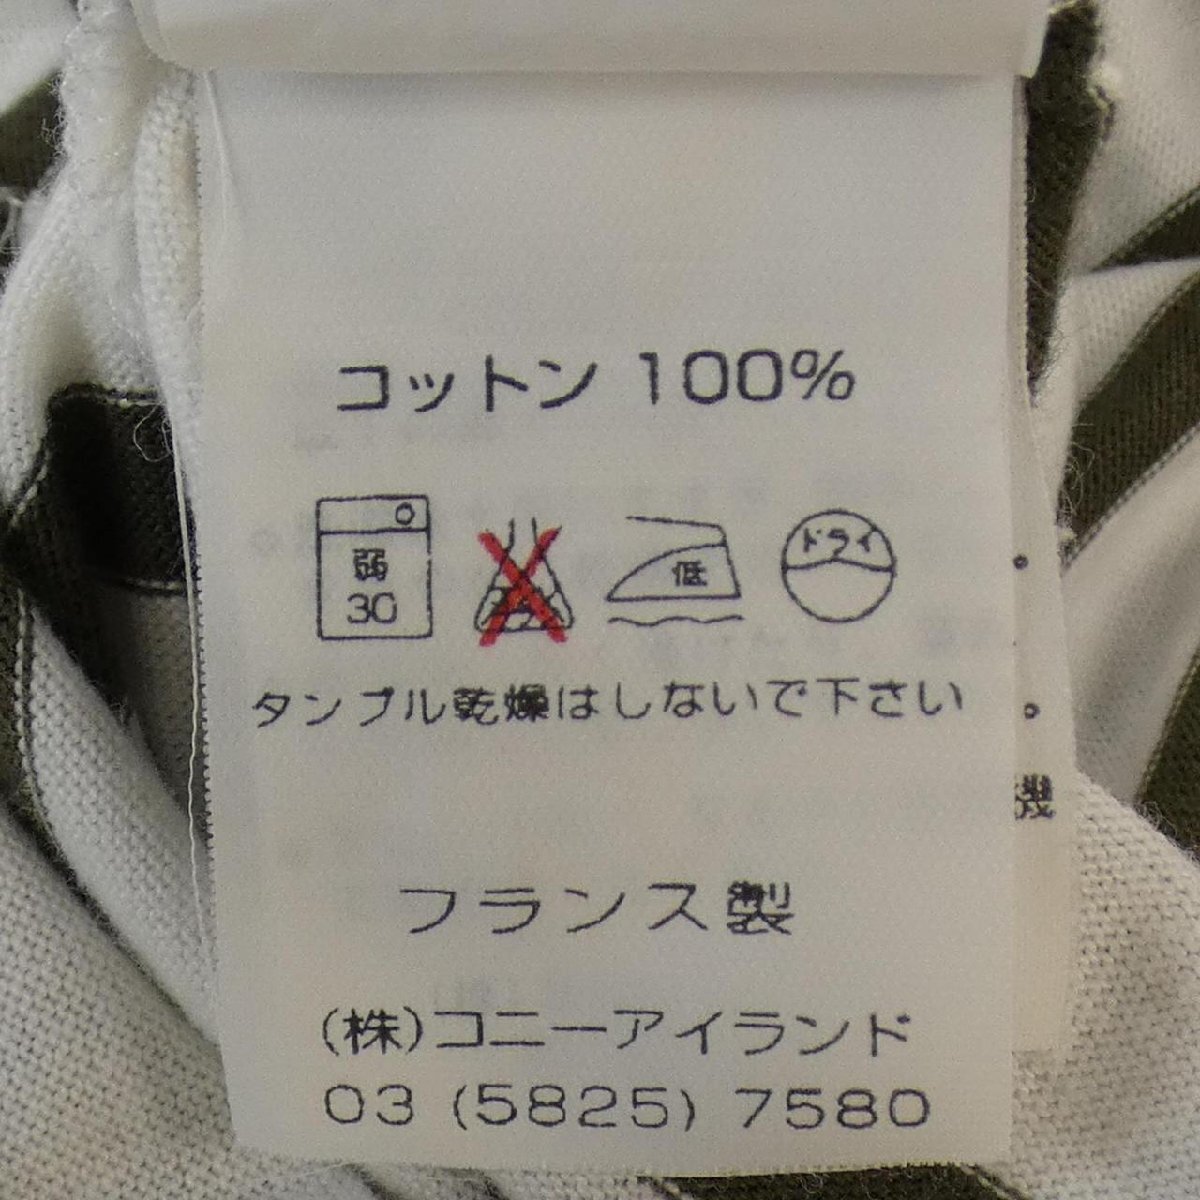 コットン 100%
弱 低 ドライ
30
タンブル乾燥はしないで下さい
フランス製
(株)コニーアイランド
03 (5825) 7580
機